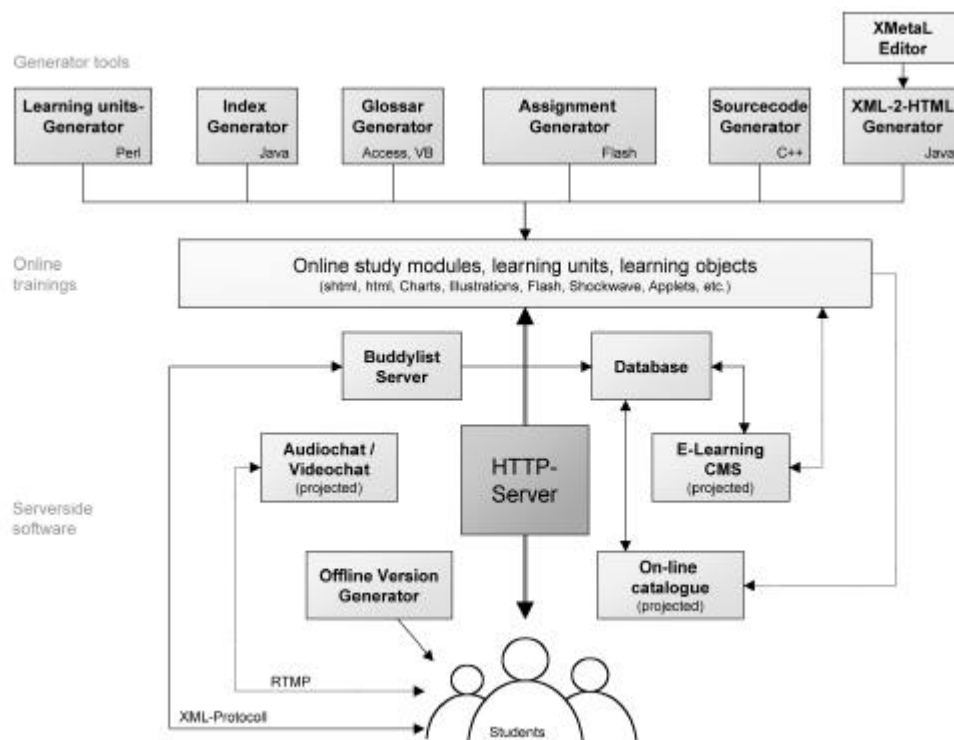 XMetaL
Editor
Generator tools
Learning units-
Generator
Perl
Index
Generator
Java
Glossar
Generator
Access, VB
Assignment
Generator
Flash
Sourcecode
Generator
C++
XML-2-HTML
Generator
Java
Online
trainings
Online study modules, learning units, learning objects
(shtml, html, Charts, Illustrations, Flash, Shockwave, Applets, etc.)
Buddylist
Server
Database
Audiochat /
Videochat
(projected)
HTTP-
Server
E-Learning
CMS
(projected)
Serverside
software
Offline Version
Generator
On-line
catalogue
(projected)
RTMP
XML-Protocoll
Students